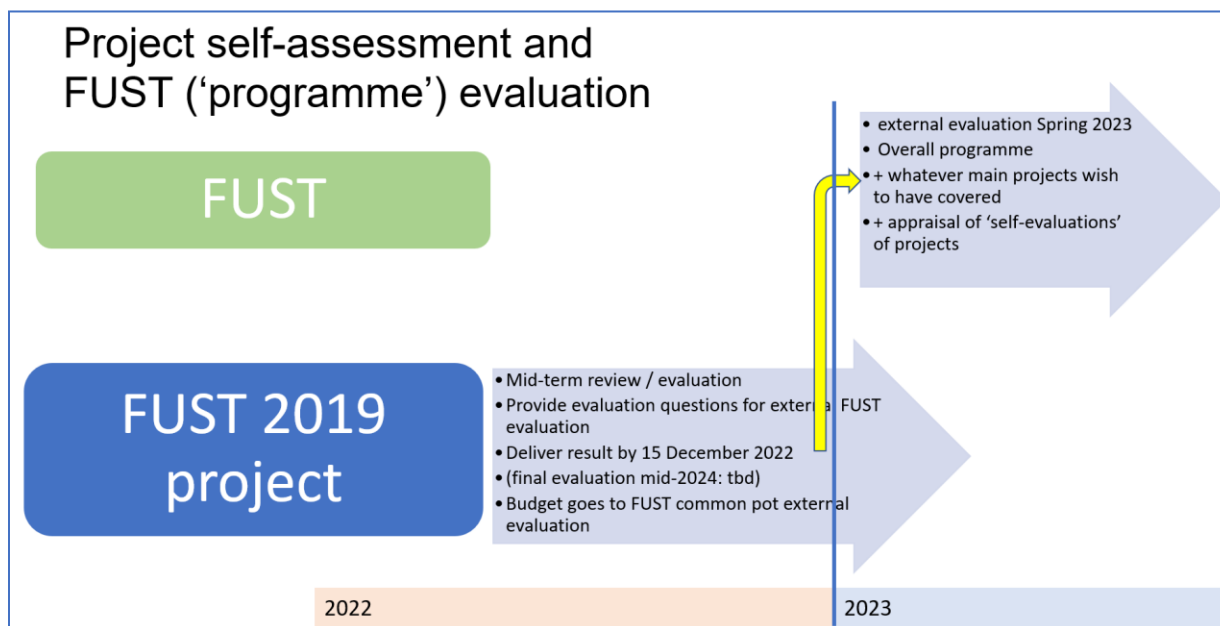 Project self-assessment and
FUST (‘programme’) evaluation
FUST
• external evaluation Spring 2023
• Overall programme
• + whatever main projects wish
to have covered
• + appraisal of ‘self-evaluations’
of projects
FUST 2019
project
• Mid-term review / evaluation
• Provide evaluation questions for external FUST
evaluation
• Deliver result by 15 December 2022
• (final evaluation mid-2024: tbd)
• Budget goes to FUST common pot external
evaluation
2022
2023